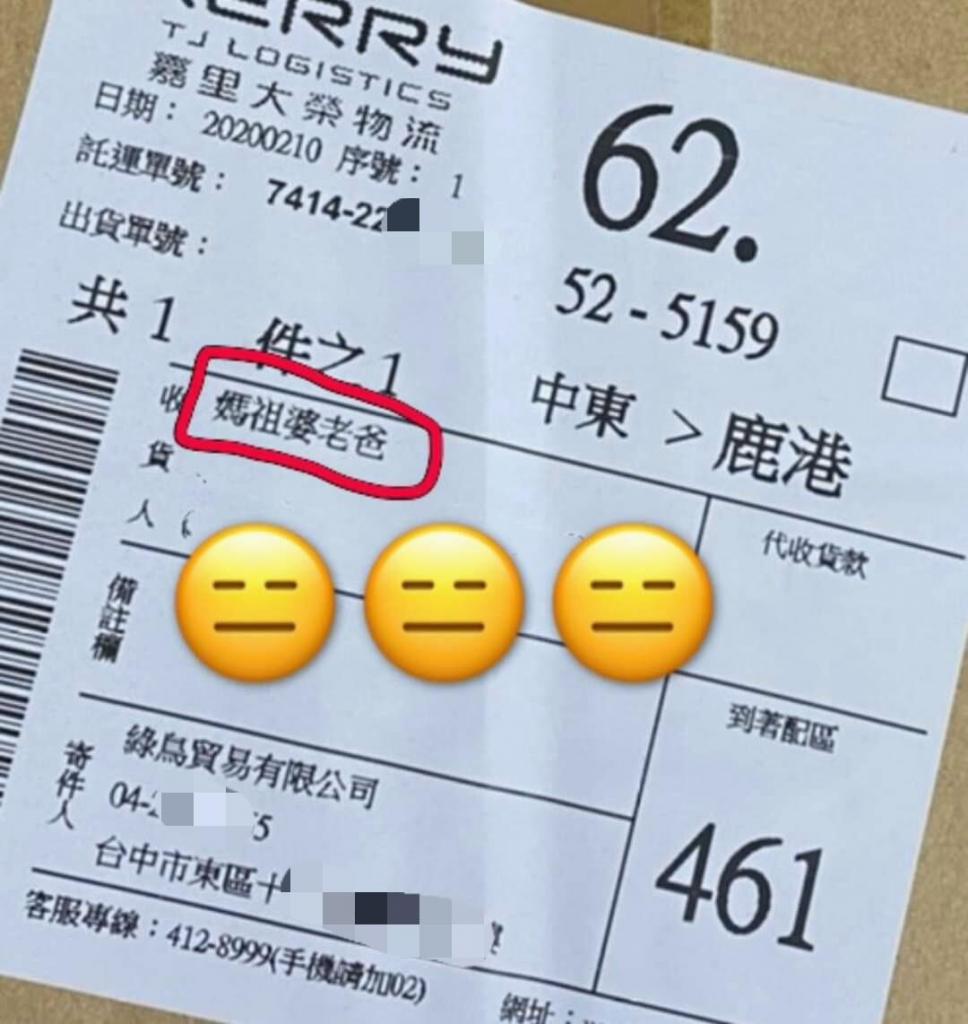 KERRY
TJ LOGISTICS
嘉里大榮物流
日期：20200210 序號：1
託運單號：7414-22
出貨單號：
共1 件之1
62.
52 - 5159
中東 > 鹿港
收貨人
媽祖婆老爸
代收貨款
備註欄
到著配區
461
寄件人
綠鳥貿易有限公司
04-2 5
台中市東區十
客服專線：412-8999(手機請加02)
網址：